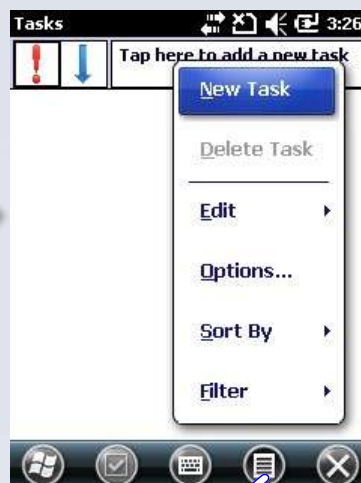 Tasks 3:26
Tap here to add a new task
New Task
Delete Task
Edit
Options...
Sort By
Filter